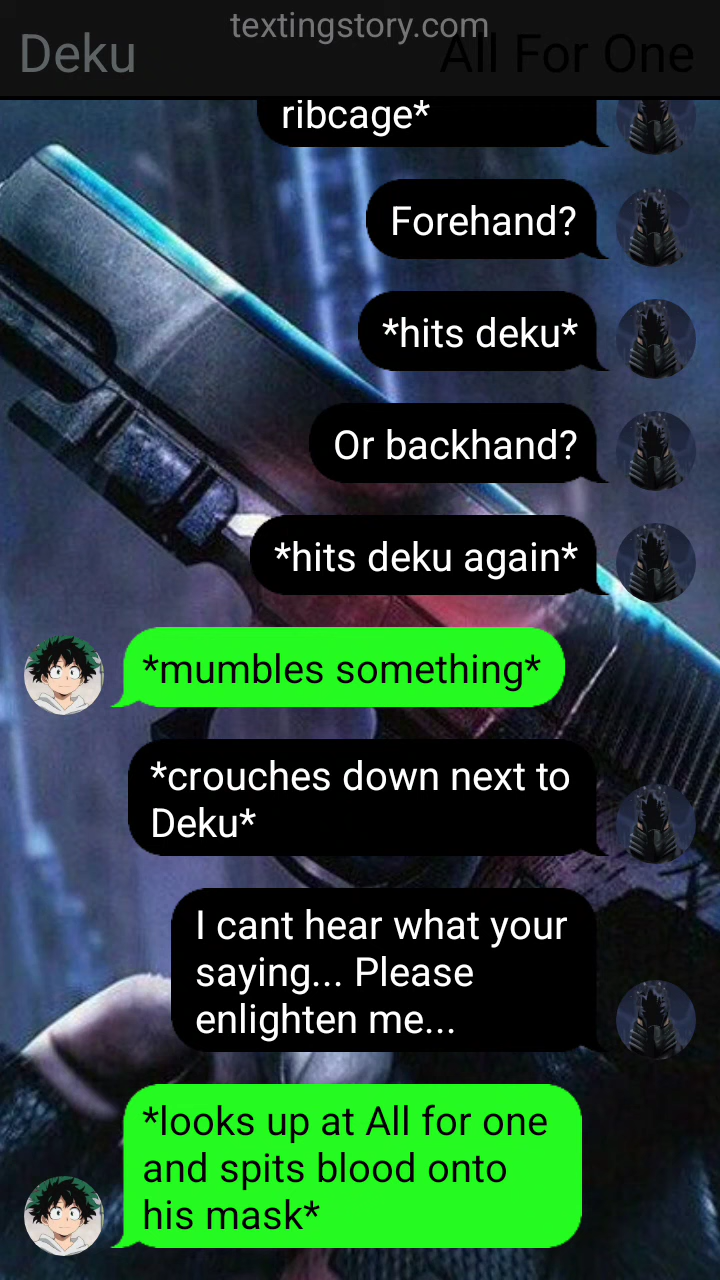 textingstory.com
Deku
All For One
ribcage*
Forehand?
*hits deku*
Or backhand?
*hits deku again*
*mumbles something*
*crouches down next to
Deku*
I cant hear what your
saying... Please
enlighten me...
*looks up at All for one
and spits blood onto
his mask*